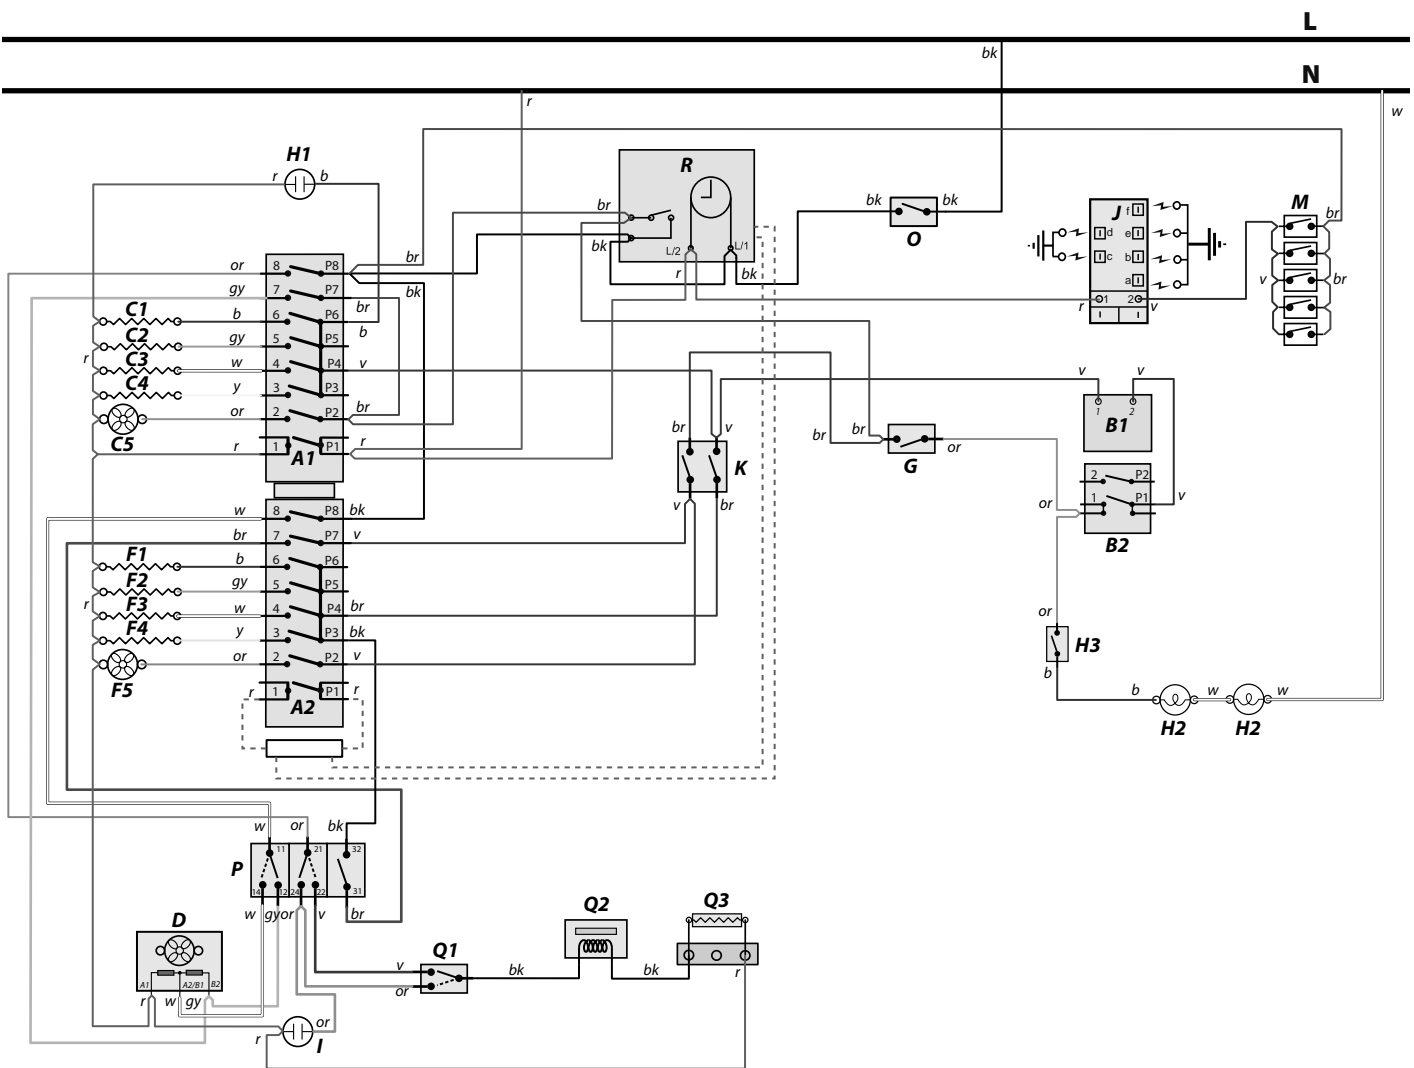 L
bk
N
r
w
H1
r b
R
br
bk
L/2 L/1
r bk
bk bk
O
J f
d e
c b
a
1 2
r v
M
br
v br
or 8 P8 br
bk
gy 7 P7 br
C1 b 6 P6 b
C2 gy 5 P5
r C3 w 4 P4 v
C4 y 3 P3
or 2 P2 br
C5
r 1 P1 r
A1
v v
1 2
B1
br v
K
v br
br br
G or
2 P2
or 1 P1 v
B2
w 8 P8 bk
br 7 P7 v
F1 b 6 P6
F2 gy 5 P5
r F3 w 4 P4 br
F4 y 3 P3 bk
or 2 P2 v
F5
r 1 P1 r
A2
or
H3
b
b w w
H2 H2
w or bk
P 11 21 32
14 12 24 22 31
w gy or v br
D
A1 A2/B1 B2
r w gy
or
r I
Q1
v
or
bk
Q2
bk
Q3
r